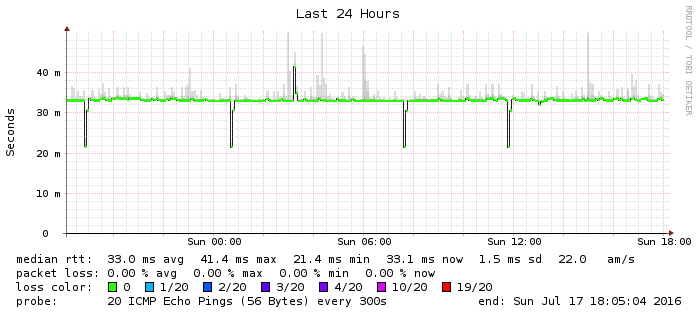 Last 24 Hours
RRDTOOL / TOBI OETIKER
Seconds
40 m
30 m
20 m
10 m
0
Sun 00:00 Sun 06:00 Sun 12:00 Sun 18:00
median rtt: 33.0 ms avg 41.4 ms max 21.4 ms min 33.1 ms now 1.5 ms sd 22.0 am/s
packet loss: 0.00 % avg 0.00 % max 0.00 % min 0.00 % now
loss color: 0 1/20 2/20 3/20 4/20 10/20 19/20
probe: 20 ICMP Echo Pings (56 Bytes) every 300s end: Sun Jul 17 18:05:04 2016